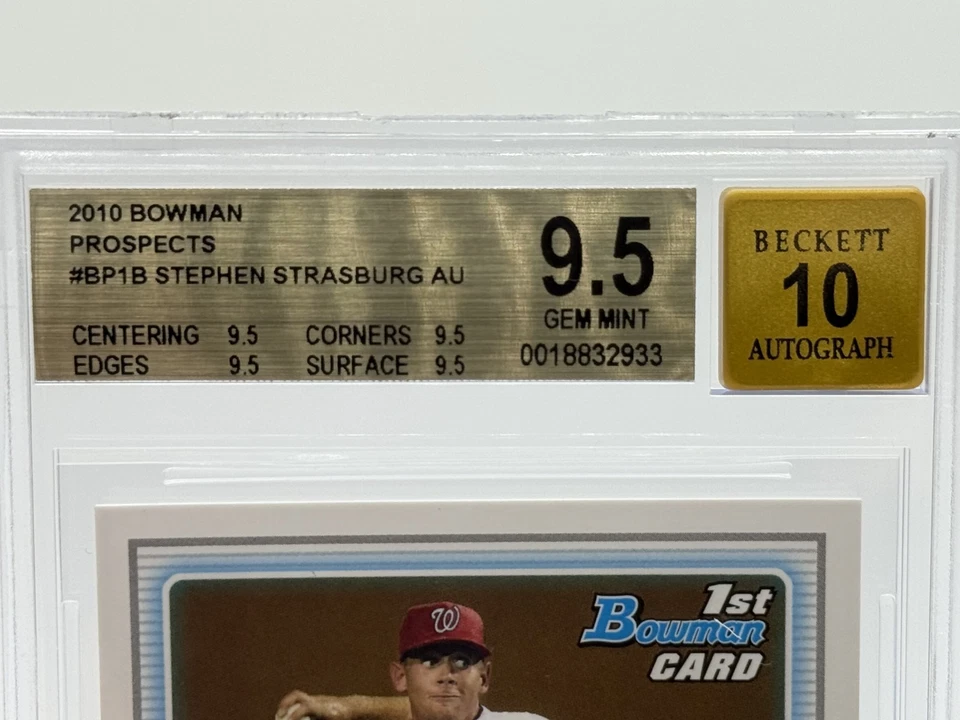 2010 BOWMAN
PROSPECTS
#BP1B STEPHEN STRASBURG AU
CENTERING 9.5 CORNERS 9.5
EDGES 9.5 SURFACE 9.5
9.5
GEM MINT
0018832933
BECKETT
10
AUTOGRAPH
1st
Bowman
CARD
W